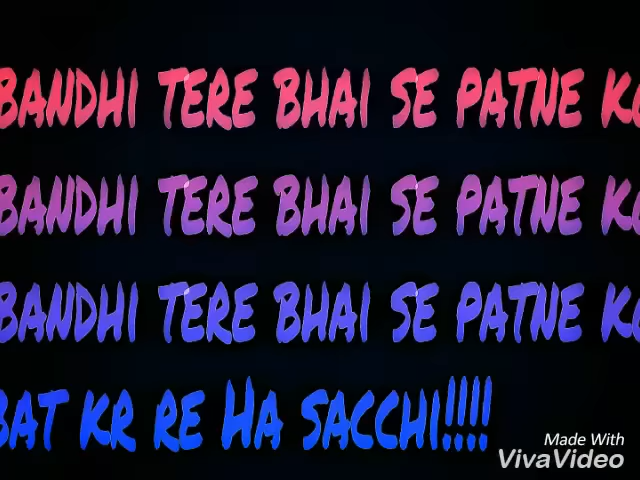 BANDHI TERE BHAI SE PATNE
BANDHI TERE BHAI SE PATNE
BANDHI TERE BHAI SE PATNE
BAT KR RE HA SACCHI!!!!
Made With
VivaVideo